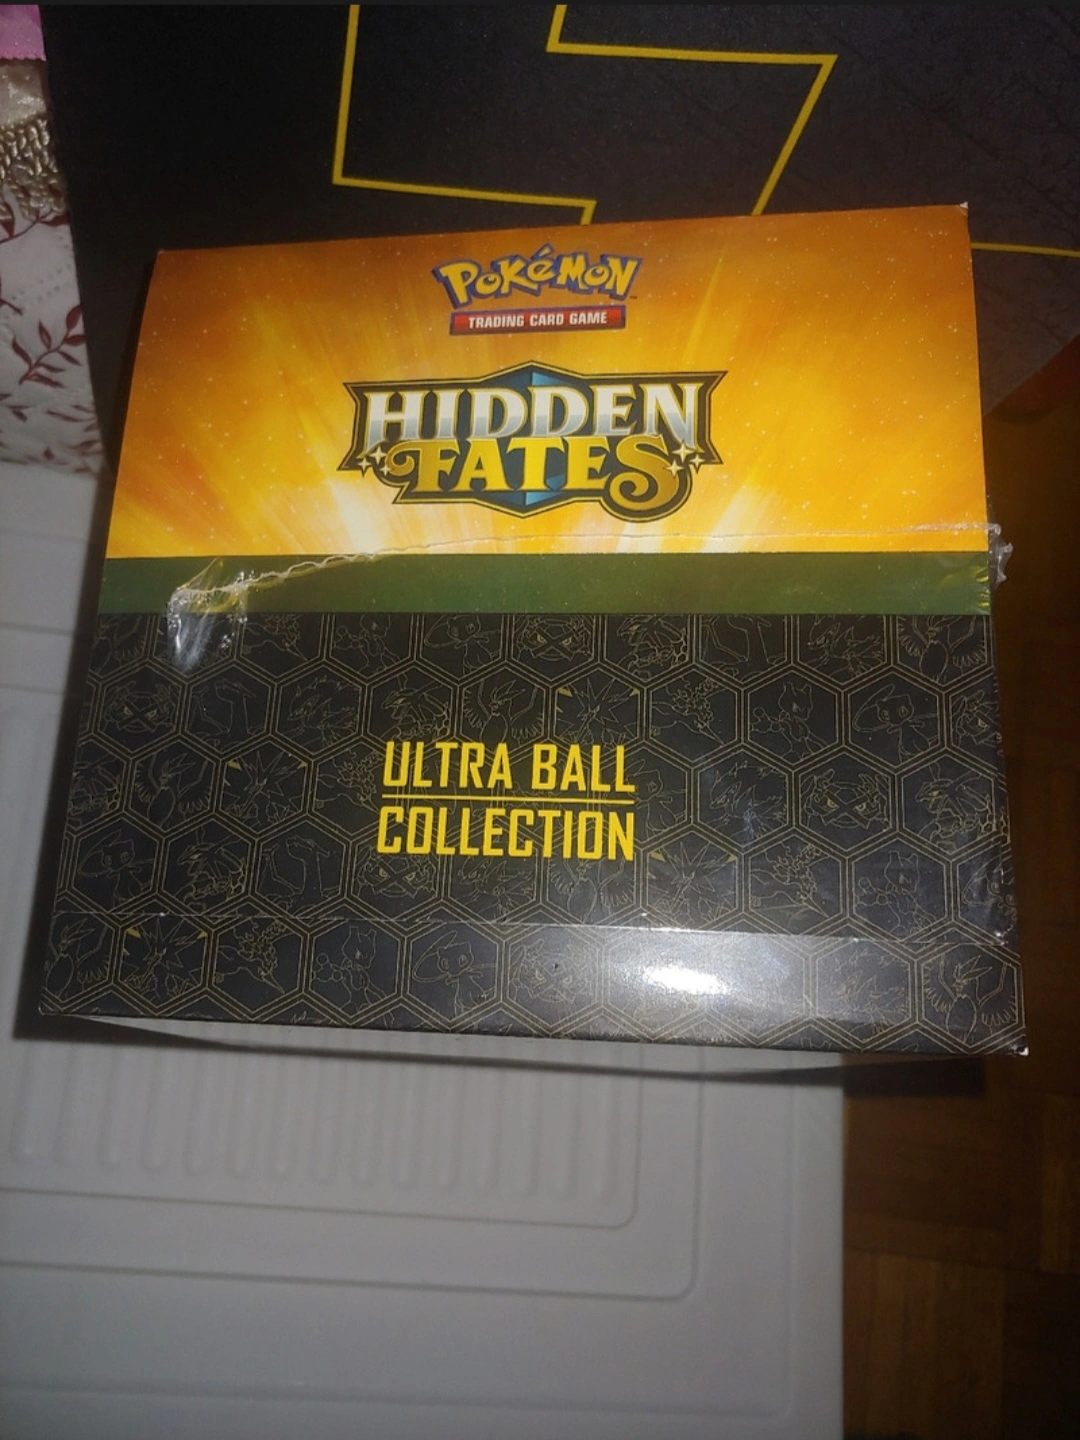 POKéMON
TRADING CARD GAME
HIDDEN
FATES
ULTRA BALL
COLLECTION